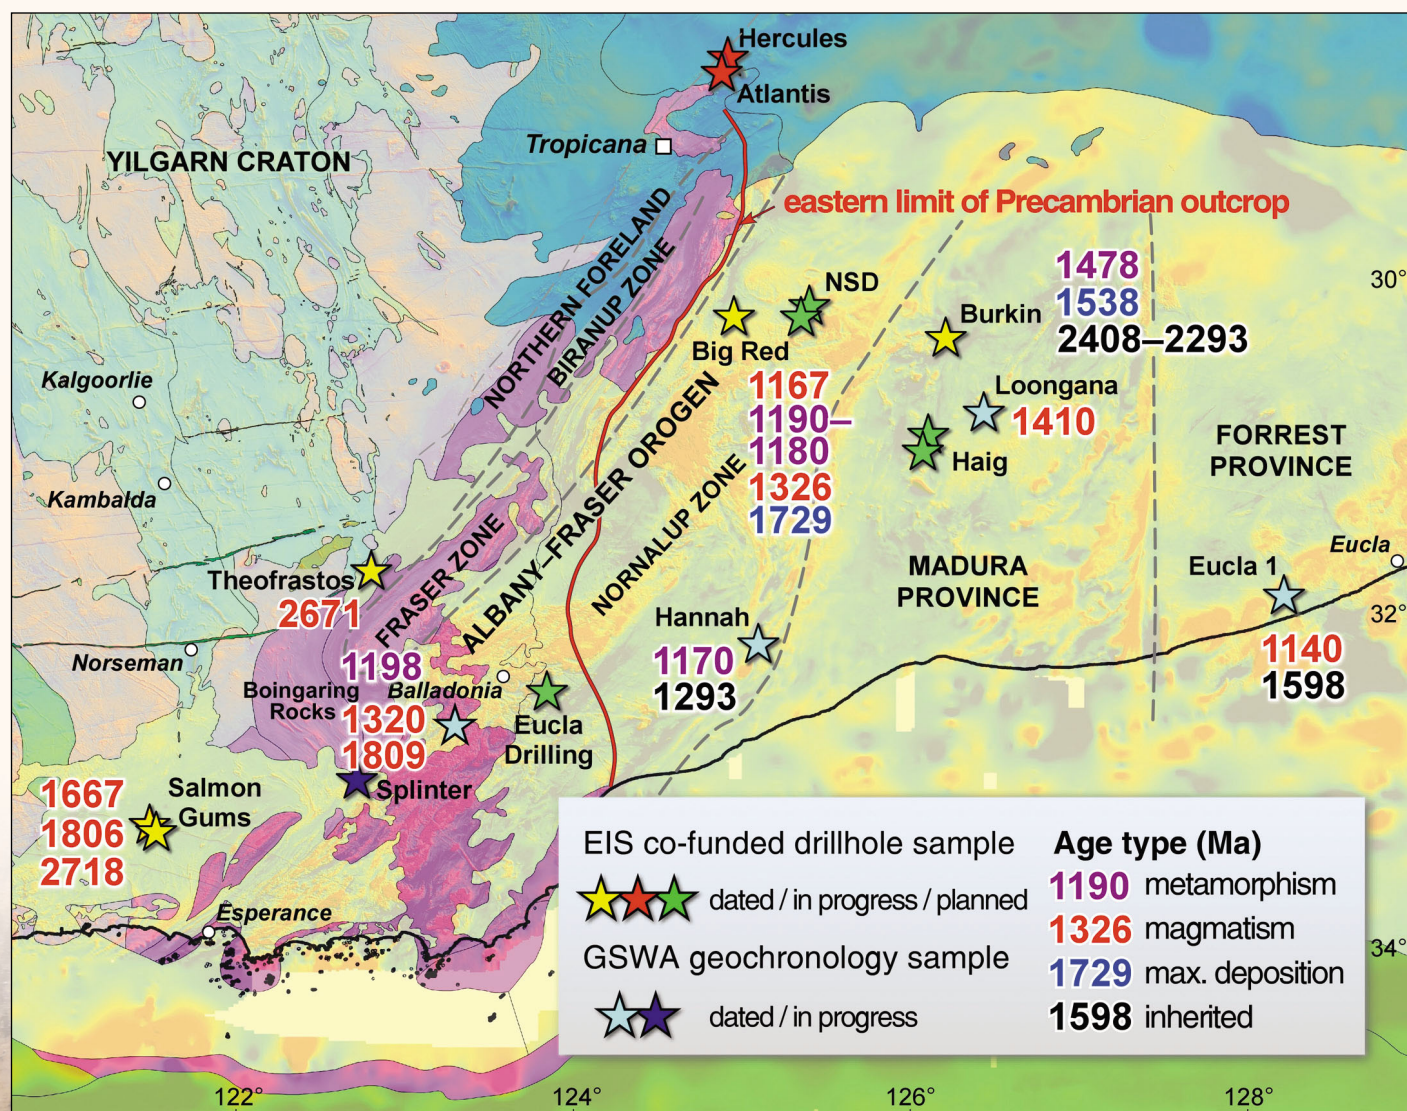 Hercules
Atlantis
Tropicana
YILGARN CRATON
eastern limit of Precambrian outcrop
NORTHERN FORELAND
BIRANUP ZONE
NSD
Big Red
1167
1190–
1180
1326
1729
Burkin
1478
1538
2408–2293
30°
Loongana
1410
Haig
Kalgoorlie
Kambalda
FORREST
PROVINCE
ALBANY–FRASER OROGEN
NORNALUP ZONE
FRASER ZONE
MADURA
PROVINCE
Eucla
Eucla 1
32°
1140
1598
Theofrastos
2671
Norseman
Hannah
1170
1293
1198
Boingaring
Rocks
Balladonia
1320
1809
Eucla
Drilling
Splinter
Salmon
Gums
1667
1806
2718
Esperance
34°
EIS co-funded drillhole sample
dated / in progress / planned
GSWA geochronology sample
dated / in progress
Age type (Ma)
1190 metamorphism
1326 magmatism
1729 max. deposition
1598 inherited
122°
124°
126°
128°